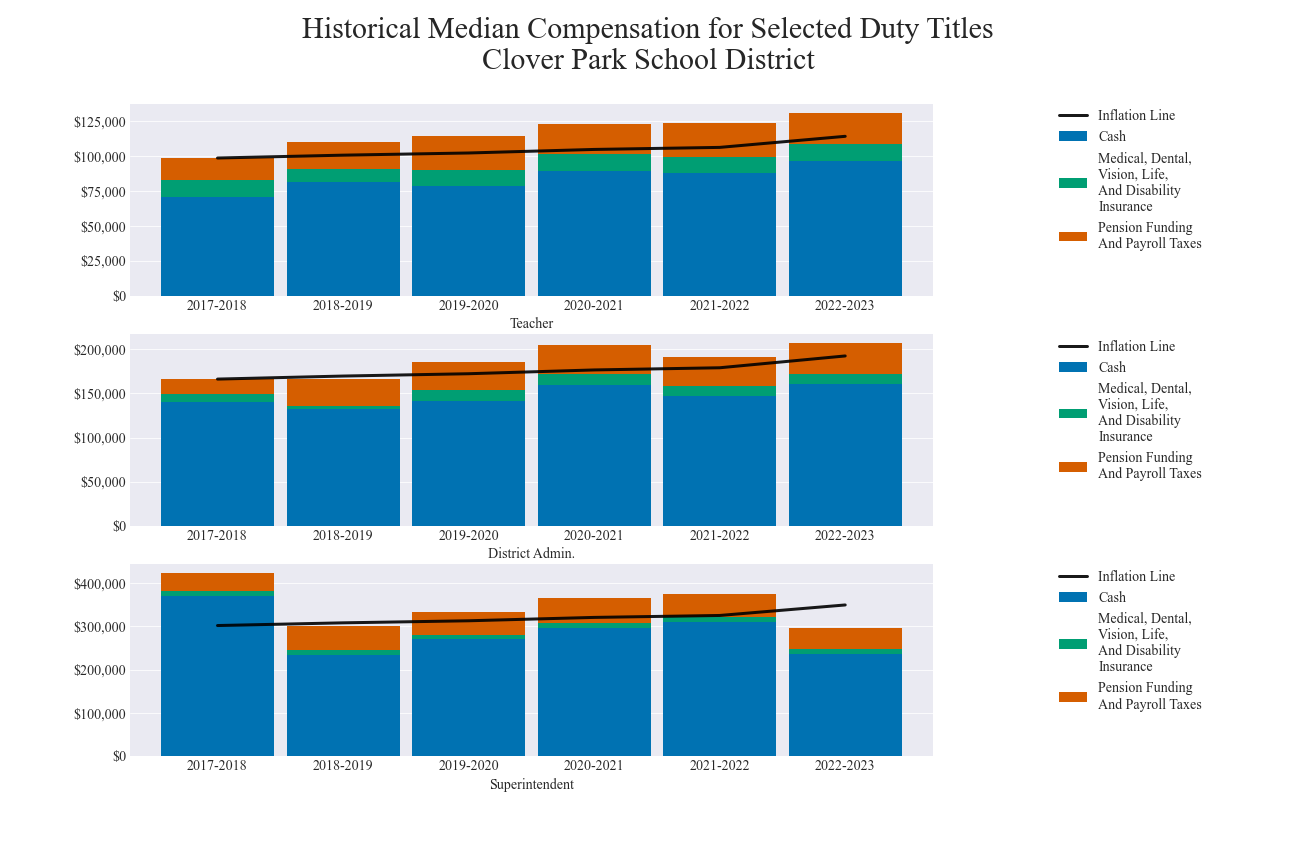 Historical Median Compensation for Selected Duty Titles
Clover Park School District
$125,000
$100,000
$75,000
$50,000
$25,000
$0
2017-2018
2018-2019
2019-2020
2020-2021
2021-2022
2022-2023
Teacher
Inflation Line
Cash
Medical, Dental,
Vision, Life,
And Disability
Insurance
Pension Funding
And Payroll Taxes
$200,000
$150,000
$100,000
$50,000
$0
2017-2018
2018-2019
2019-2020
2020-2021
2021-2022
2022-2023
District Admin.
Inflation Line
Cash
Medical, Dental,
Vision, Life,
And Disability
Insurance
Pension Funding
And Payroll Taxes
$400,000
$300,000
$200,000
$100,000
$0
2017-2018
2018-2019
2019-2020
2020-2021
2021-2022
2022-2023
Superintendent
Inflation Line
Cash
Medical, Dental,
Vision, Life,
And Disability
Insurance
Pension Funding
And Payroll Taxes